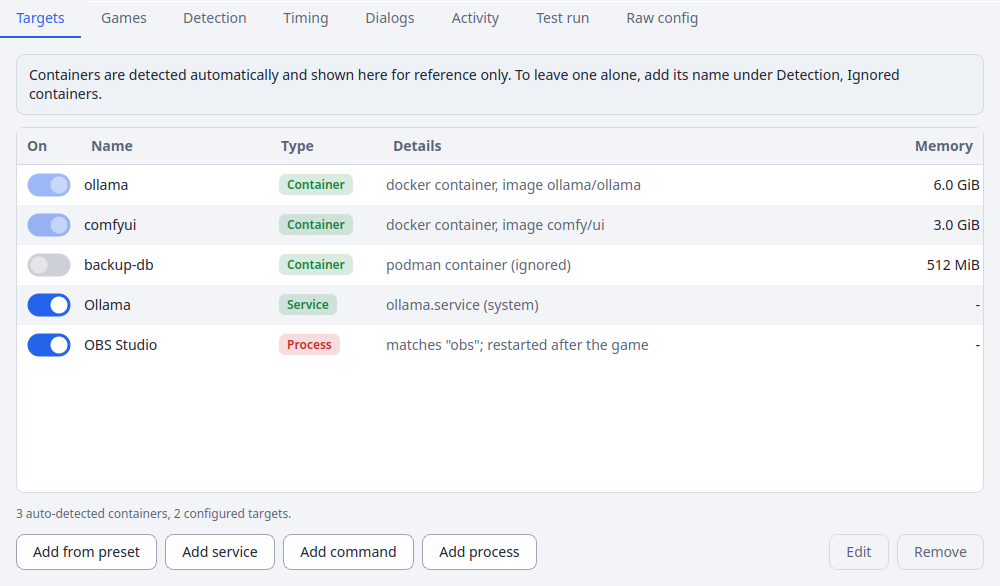 Targets Games Detection Timing Dialogs Activity Test run Raw config
Containers are detected automatically and shown here for reference only. To leave one alone, add its name under Detection, Ignored
containers.
On Name Type Details Memory
ollama Container docker container, image ollama/ollama 6.0 GiB
comfyui Container docker container, image comfy/ui 3.0 GiB
backup-db Container podman container (ignored) 512 MiB
Ollama Service ollama.service (system) -
OBS Studio Process matches "obs"; restarted after the game -
3 auto-detected containers, 2 configured targets.
Add from preset Add service Add command Add process Edit Remove